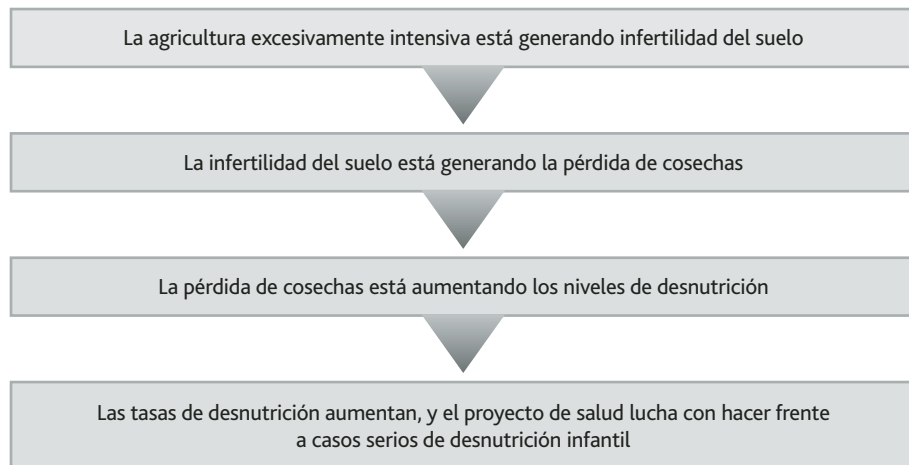 La agricultura excesivamente intensiva está generando infertilidad del suelo
La infertilidad del suelo está generando la pérdida de cosechas
La pérdida de cosechas está aumentando los niveles de desnutrición
Las tasas de desnutrición aumentan, y el proyecto de salud lucha con hacer frente
a casos serios de desnutrición infantil